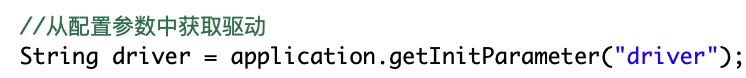 //从配置参数中获取驱动
String driver = application.getInitParameter("driver");